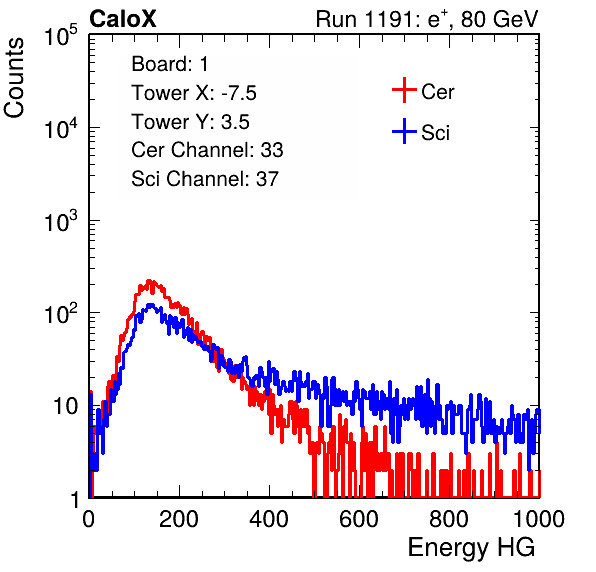 CaloX Run 1191: e⁺, 80 GeV
Counts
10⁵
10⁴
10³
10²
10
1
Board: 1
Tower X: -7.5
Tower Y: 3.5
Cer Channel: 33
Sci Channel: 37
Cer
Sci
0 200 400 600 800 1000
Energy HG